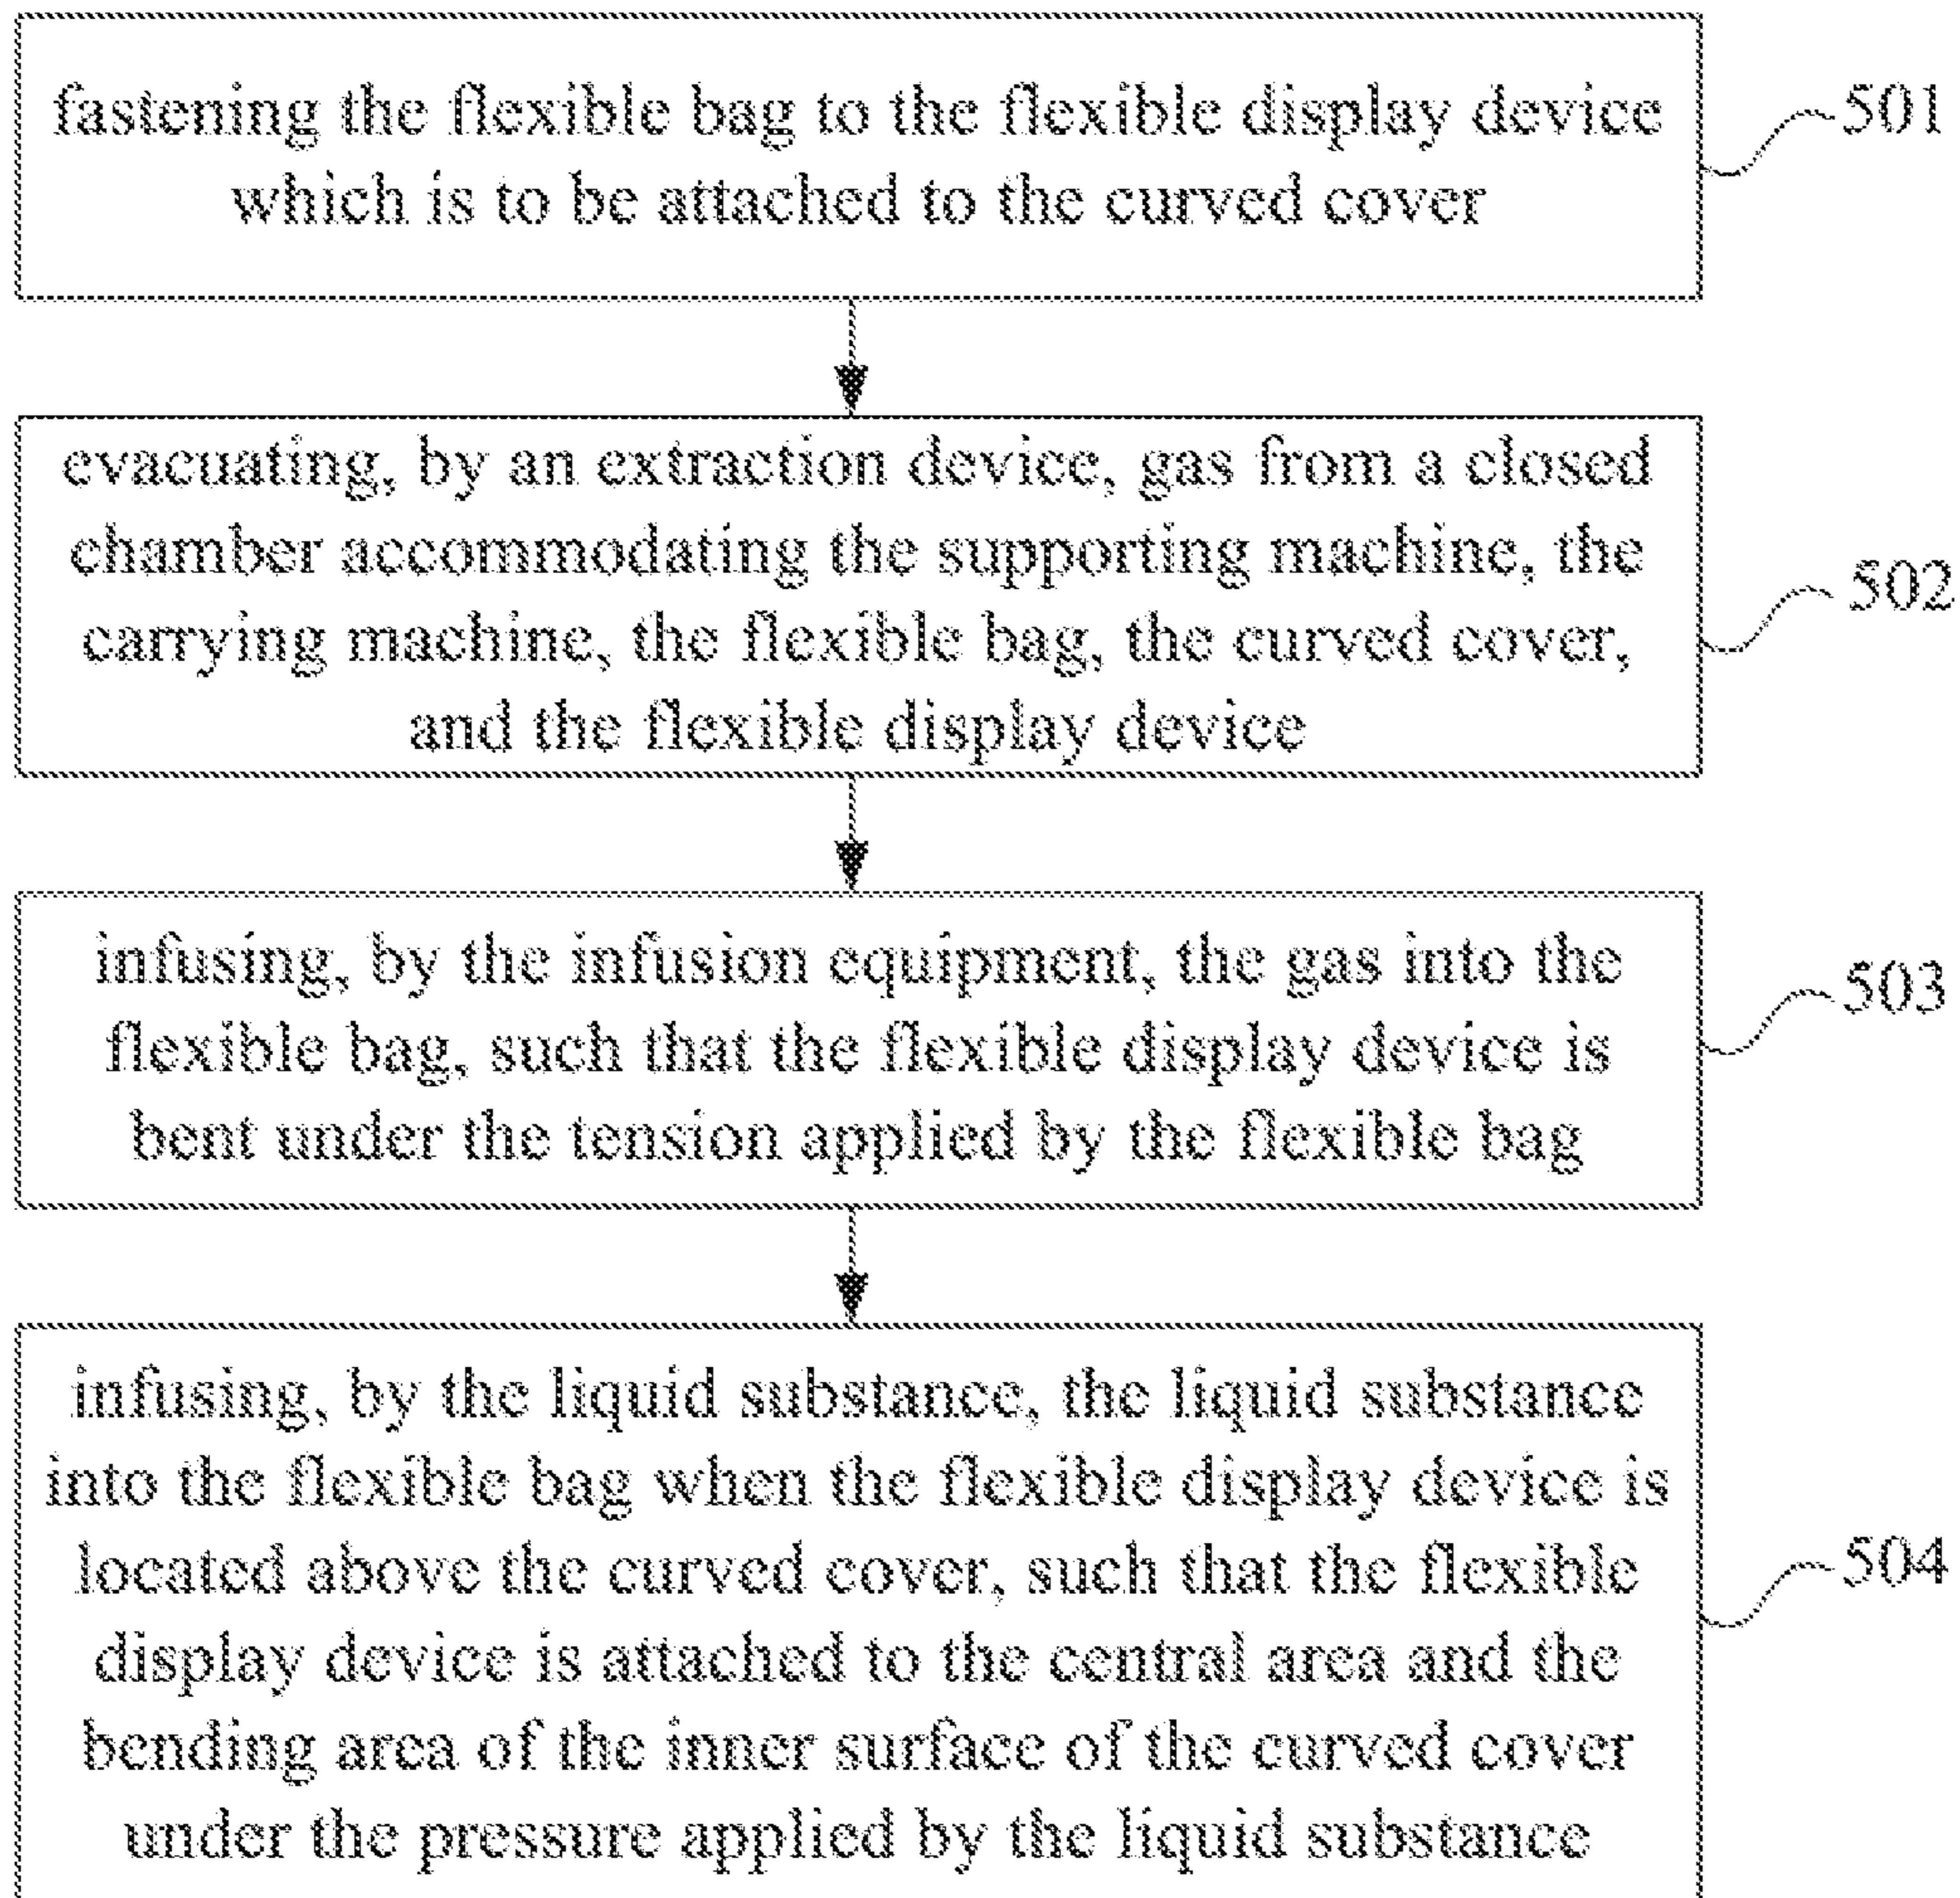 fastening the flexible bag to the flexible display device
which is to be attached to the curved cover
501
evacuating, by an extraction device, gas from a closed
chamber accommodating the supporting machine, the
carrying machine, the flexible bag, the curved cover,
and the flexible display device
502
infusing, by the infusion equipment, the gas into the
flexible bag, such that the flexible display device is
bent under the tension applied by the flexible bag
503
infusing, by the liquid substance, the liquid substance
into the flexible bag when the flexible display device is
located above the curved cover, such that the flexible
display device is attached to the central area and the
bending area of the inner surface of the curved cover
under the pressure applied by the liquid substance
504